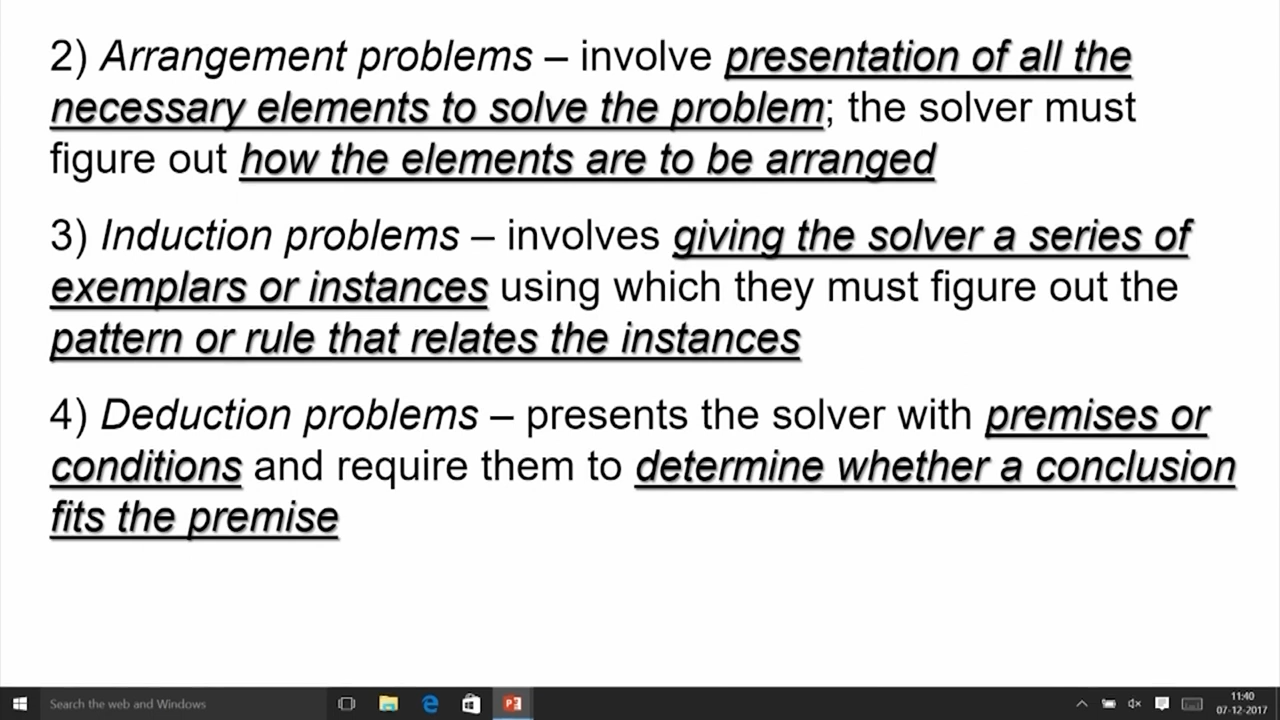 2) Arrangement problems – involve presentation of all the
necessary elements to solve the problem; the solver must
figure out how the elements are to be arranged
3) Induction problems – involves giving the solver a series of
exemplars or instances using which they must figure out the
pattern or rule that relates the instances
4) Deduction problems – presents the solver with premises or
conditions and require them to determine whether a conclusion
fits the premise
Search the web and Windows
11:40
07-12-2017